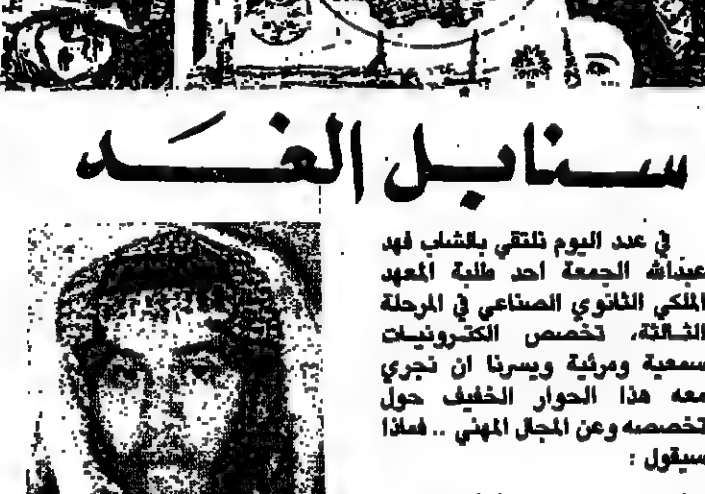 سنابل الغد
في عدد اليوم نلتقي بالشاب فهد
عبدالله الجمعة احد طلبة المعهد
الملكي الثانوي الصناعي في المرحلة
الثالثة، تخصص الكترونيات
سمعية ومرئية ويسرنا ان تجري
معه هذا الحوار الخفيف حول
تخصصه وعن المجال المهني .. فماذا
سيقول :